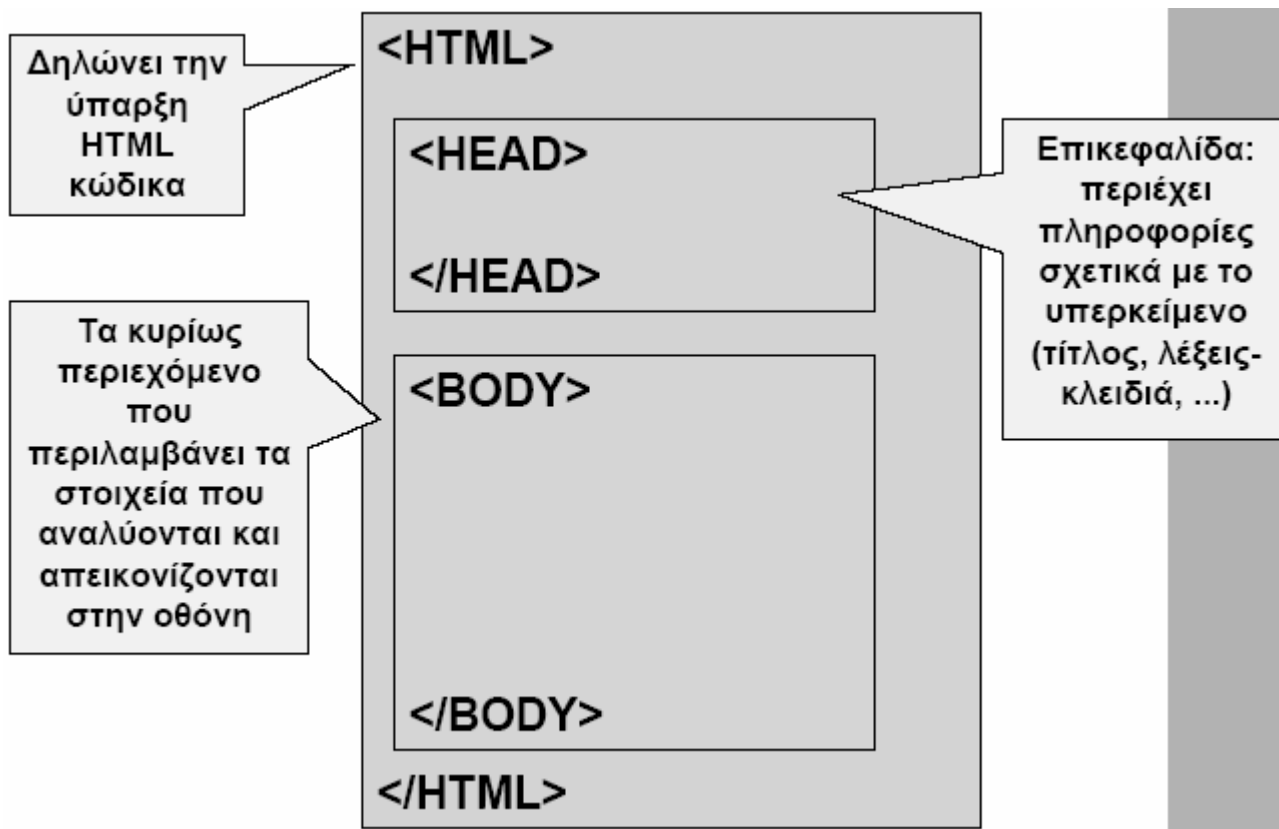 Δηλώνει την
ύπαρξη
HTML
κώδικα
<HTML>
<HEAD>
</HEAD>
Επικεφαλίδα:
περιέχει
πληροφορίες
σχετικά με το
υπερκείμενο
(τίτλος, λέξεις-
κλειδιά, ...)
Τα κυρίως
περιεχόμενο
που
περιλαμβάνει τα
στοιχεία που
αναλύονται και
απεικονίζονται
στην οθόνη
<BODY>
</BODY>
</HTML>